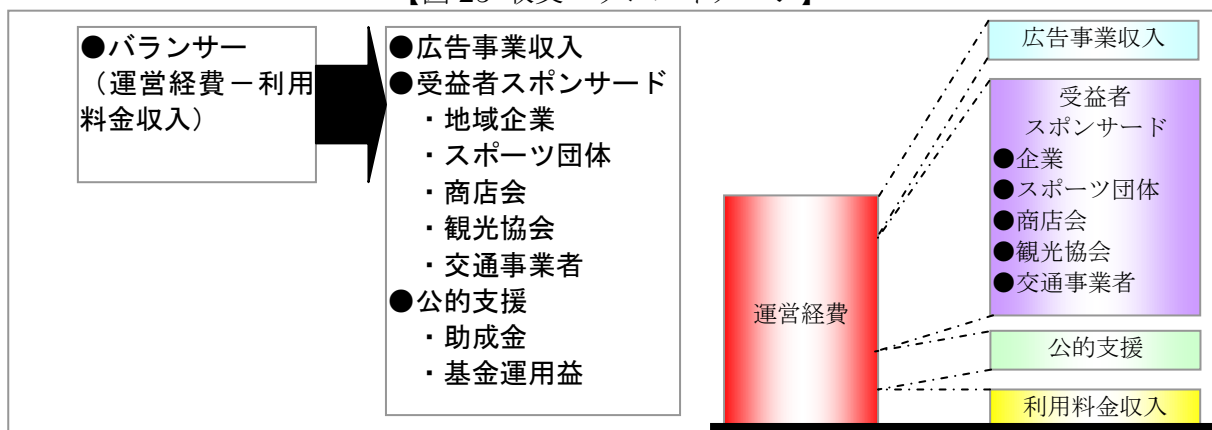 ●バランサー
（運営経費－利用
料金収入）
●広告事業収入
●受益者スポンサード
・地域企業
・スポーツ団体
・商店会
・観光協会
・交通事業者
●公的支援
・助成金
・基金運用益
運営経費
広告事業収入
受益者
スポンサード
●企業
●スポーツ団体
●商店会
●観光協会
●交通事業者
公的支援
利用料金収入